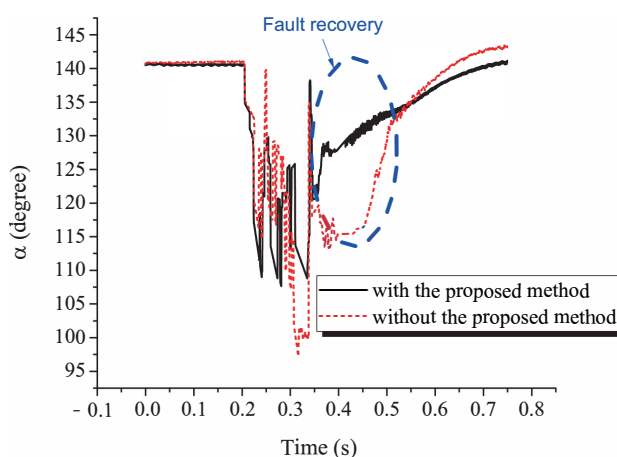 Fault recovery
145
140
135
130
125
120
115
110
105
100
95
α (degree)
with the proposed method
without the proposed method
- 0.1 0.0 0.1 0.2 0.3 0.4 0.5 0.6 0.7 0.8
Time (s)